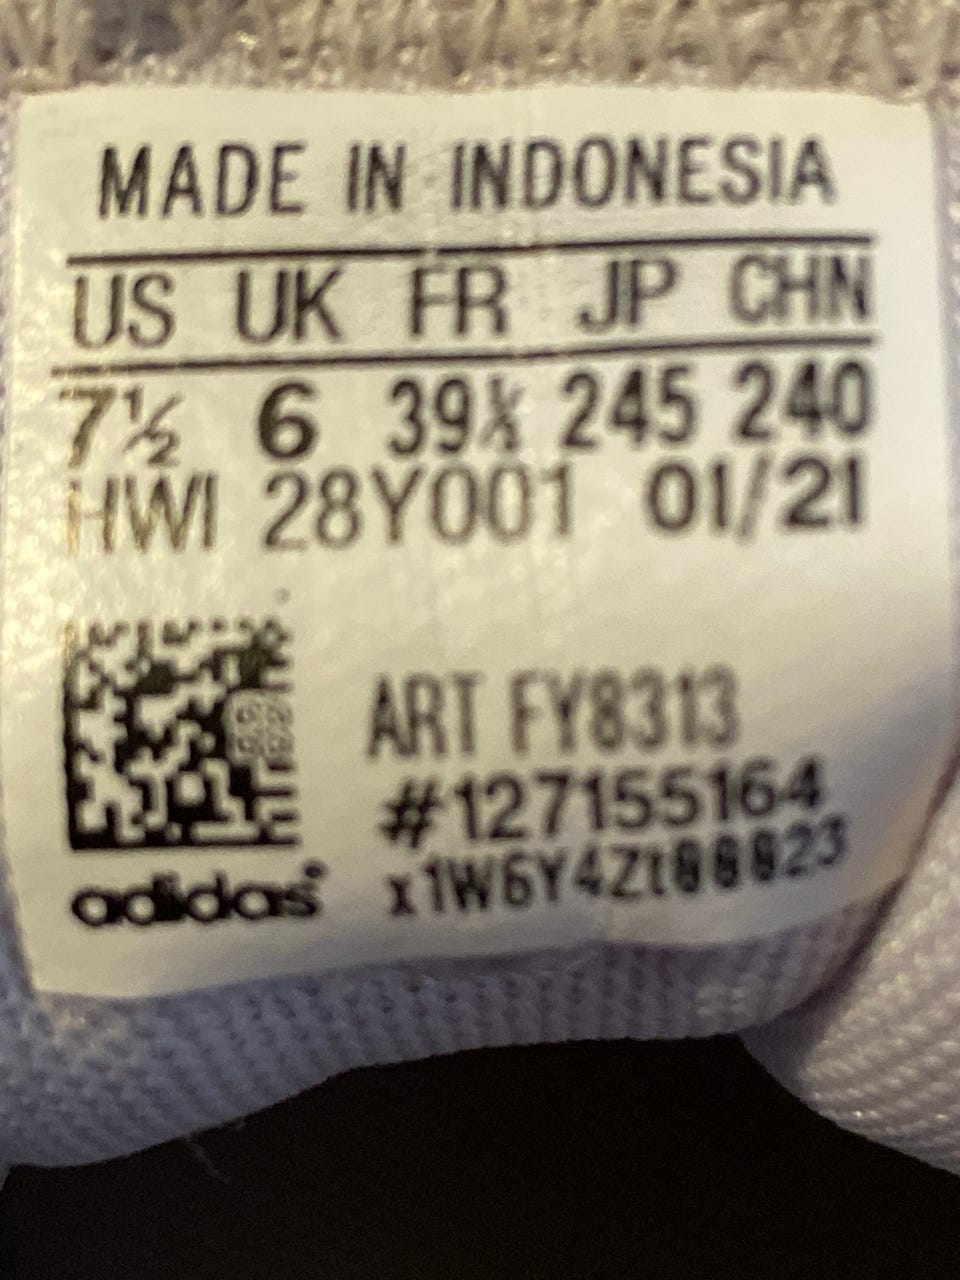 MADE IN INDONESIA
US UK FR JP CHN
7½ 6 39⅓ 245 240
HWI 28Y001 01/21
ART FY8313
#127155164
x1W6Y4Zt00023
adidas